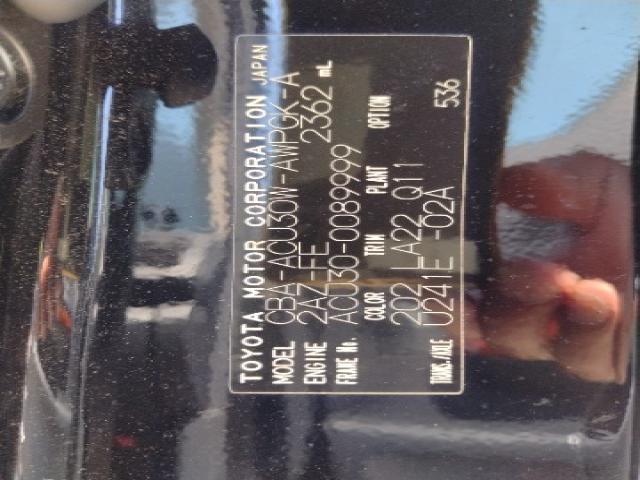 TOYOTA MOTOR CORPORATION JAPAN
MODEL CBA-ACU30W-AWPGK-A
ENGINE 2AZ-FE 2362 mL
FRAME No. ACU30-0089999
COLOR TRIM PLANT OPTION
202 LA22 Q11
TRANS./AXLE U241E -02A 536